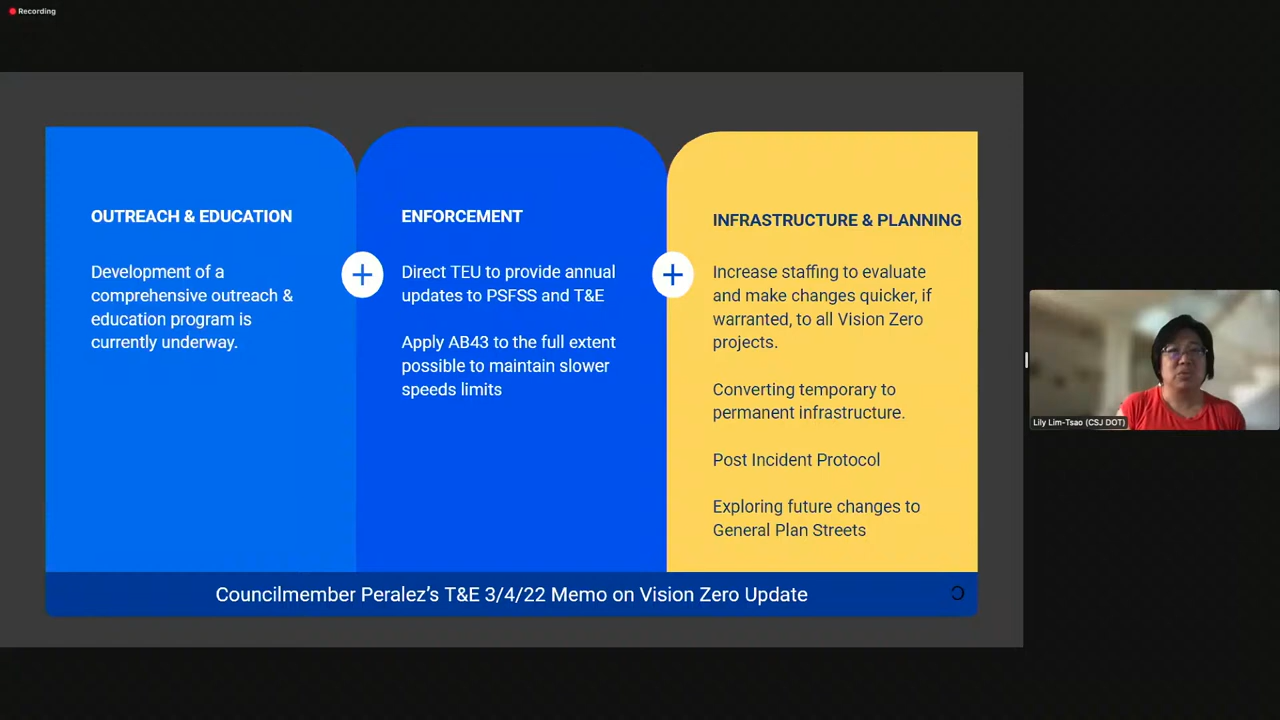 Recording
OUTREACH & EDUCATION
Development of a
comprehensive outreach &
education program is
currently underway.
ENFORCEMENT
Direct TEU to provide annual
updates to PSFSS and T&E
Apply AB43 to the full extent
possible to maintain slower
speeds limits
INFRASTRUCTURE & PLANNING
Increase staffing to evaluate
and make changes quicker, if
warranted, to all Vision Zero
projects.
Converting temporary to
permanent infrastructure.
Post Incident Protocol
Exploring future changes to
General Plan Streets
Councilmember Peralez's T&E 3/4/22 Memo on Vision Zero Update
Lily Lim-Tsao (CSJ DOT)